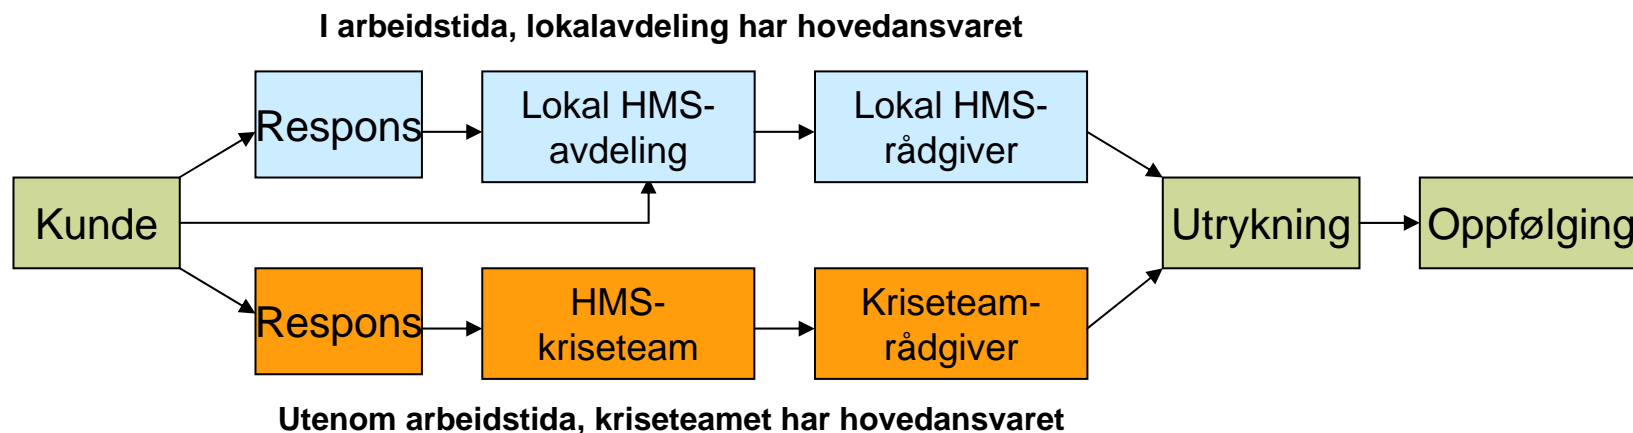 I arbeidstida, lokalavdeling har hovedansvaret
Respons
Lokal HMS-
avdeling
Lokal HMS-
rådgiver
Kunde
Utrykning
Oppfølging
Respons
HMS-
kriseteam
Kriseteam-
rådgiver
Utenom arbeidstida, kriseteamet har hovedansvaret